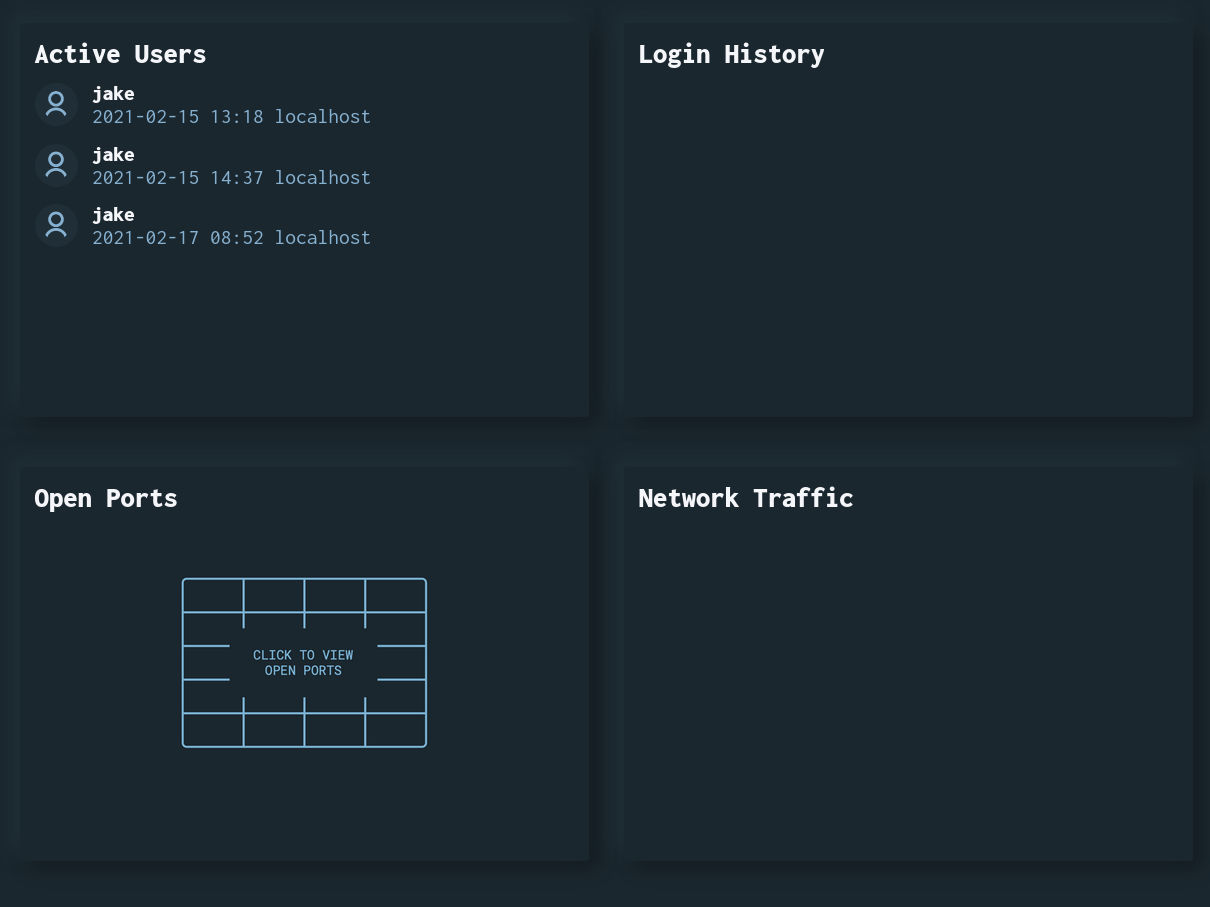 Active Users
jake
2021-02-15 13:18 localhost
jake
2021-02-15 14:37 localhost
jake
2021-02-17 08:52 localhost
Login History
Open Ports
CLICK TO VIEW
OPEN PORTS
Network Traffic